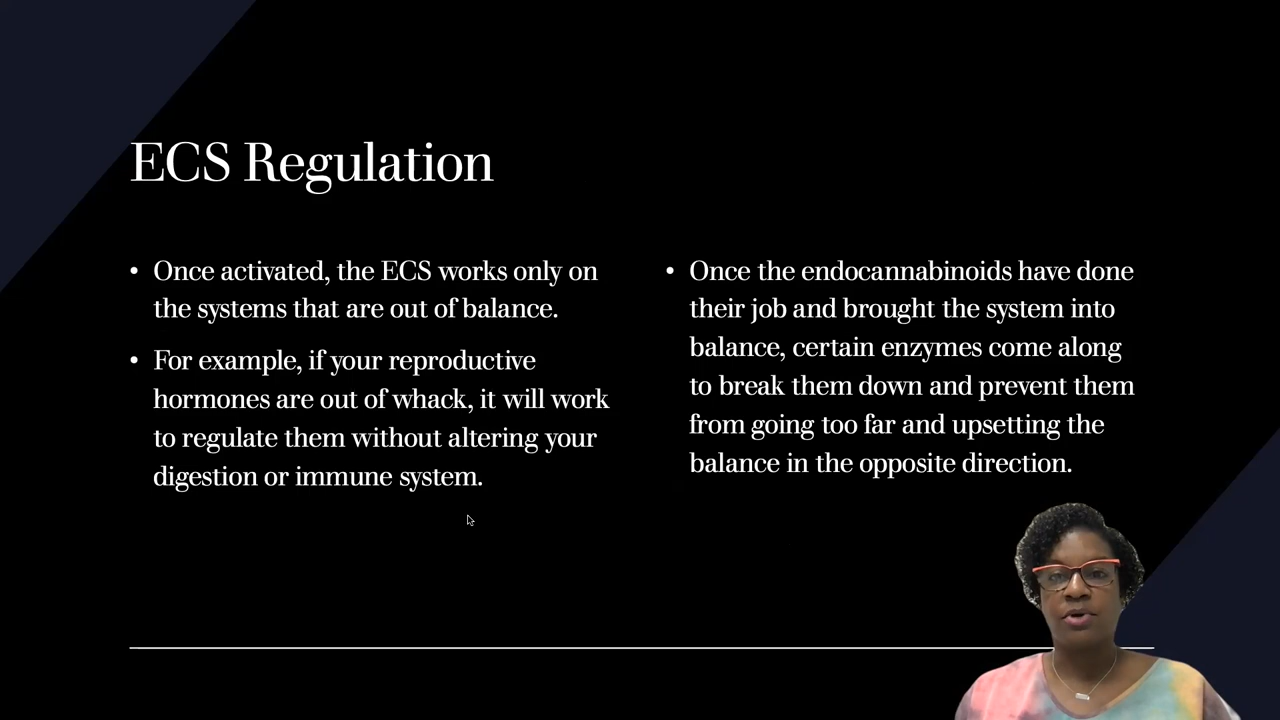 ECS Regulation
• Once activated, the ECS works only on
the systems that are out of balance.
• For example, if your reproductive
hormones are out of whack, it will work
to regulate them without altering your
digestion or immune system.
• Once the endocannabinoids have done
their job and brought the system into
balance, certain enzymes come along
to break them down and prevent them
from going too far and upsetting the
balance in the opposite direction.